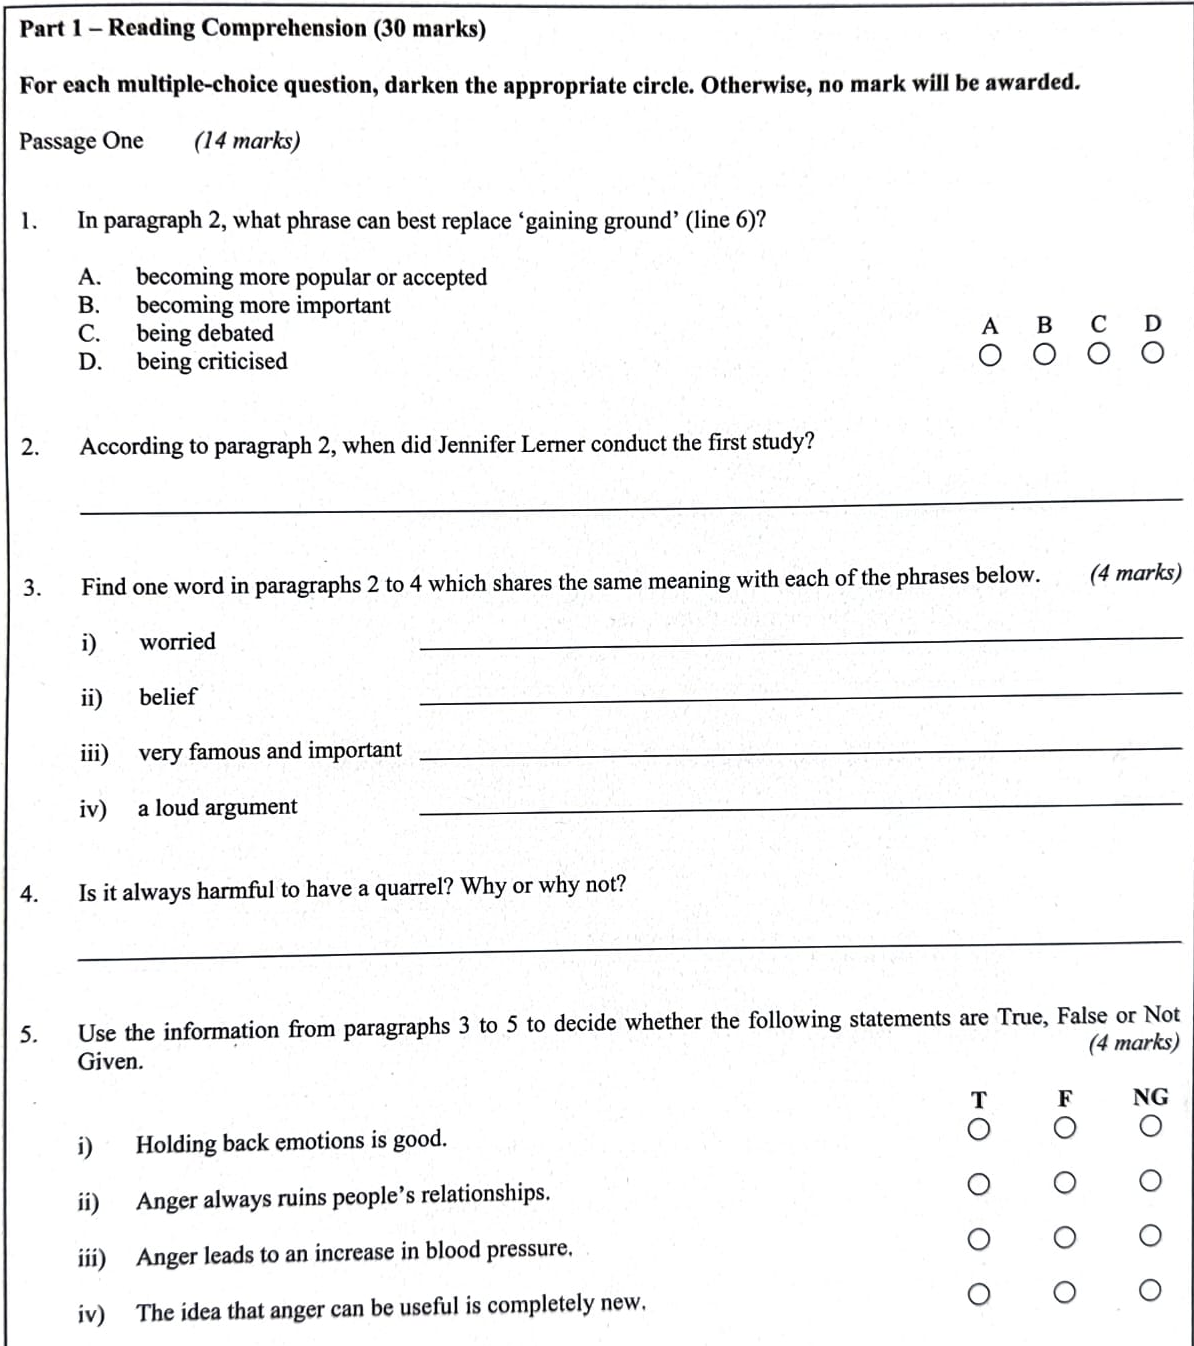 Part 1 – Reading Comprehension (30 marks)
For each multiple-choice question, darken the appropriate circle. Otherwise, no mark will be awarded.
Passage One (14 marks)
1. In paragraph 2, what phrase can best replace ‘gaining ground’ (line 6)?
A. becoming more popular or accepted
B. becoming more important
C. being debated
D. being criticised
A B C D
2. According to paragraph 2, when did Jennifer Lerner conduct the first study?
3. Find one word in paragraphs 2 to 4 which shares the same meaning with each of the phrases below. (4 marks)
i) worried
ii) belief
iii) very famous and important
iv) a loud argument
4. Is it always harmful to have a quarrel? Why or why not?
5. Use the information from paragraphs 3 to 5 to decide whether the following statements are True, False or Not
Given. (4 marks)
T F NG
i) Holding back emotions is good.
ii) Anger always ruins people’s relationships.
iii) Anger leads to an increase in blood pressure.
iv) The idea that anger can be useful is completely new.